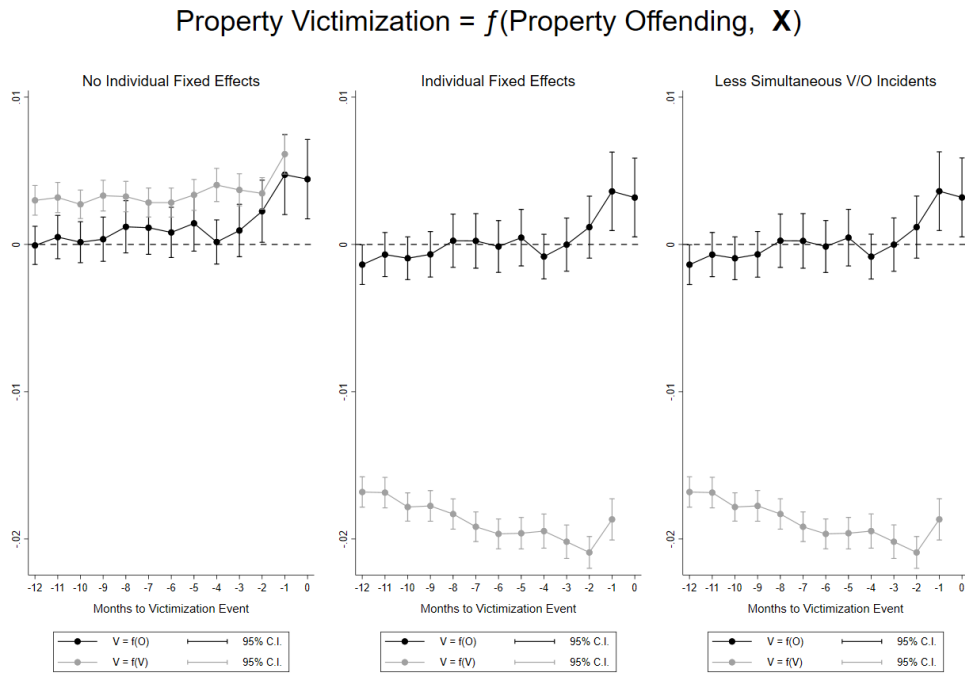 Property Victimization = f(Property Offending, X)
No Individual Fixed Effects
.01
0
-.01
-.02
-12 -11 -10 -9 -8 -7 -6 -5 -4 -3 -2 -1 0
Months to Victimization Event
V = f(O) 95% C.I.
V = f(V) 95% C.I.
Individual Fixed Effects
.01
0
-.01
-.02
-12 -11 -10 -9 -8 -7 -6 -5 -4 -3 -2 -1 0
Months to Victimization Event
V = f(O) 95% C.I.
V = f(V) 95% C.I.
Less Simultaneous V/O Incidents
.01
0
-.01
-.02
-12 -11 -10 -9 -8 -7 -6 -5 -4 -3 -2 -1 0
Months to Victimization Event
V = f(O) 95% C.I.
V = f(V) 95% C.I.